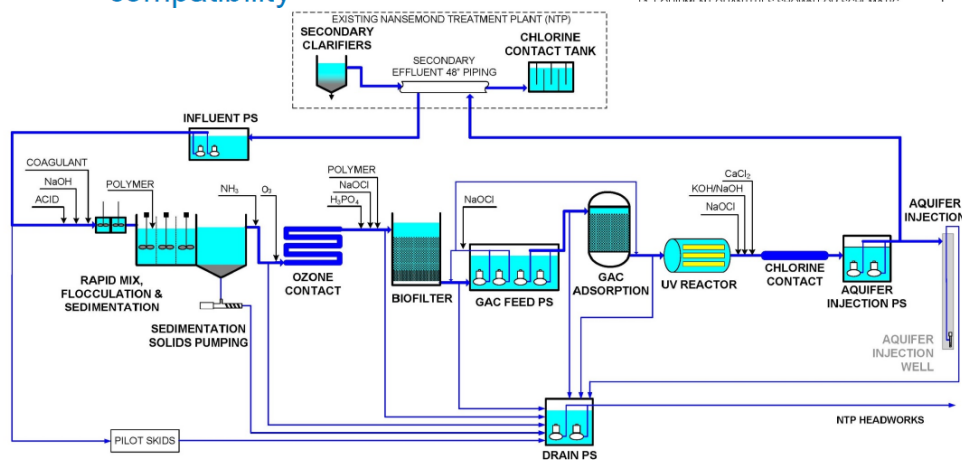 compatibility
EXISTING NANSEMOND TREATMENT PLANT (NTP)
SECONDARY
CLARIFIERS
SECONDARY
EFFLUENT 48" PIPING
CHLORINE
CONTACT TANK
INFLUENT PS
COAGULANT
NaOH
ACID
POLYMER
NH₃
O₃
POLYMER
NaOCl
H₃PO₄
NaOCl
CaCl₂
KOH/NaOH
NaOCl
AQUIFER
INJECTION
RAPID MIX,
FLOCCULATION &
SEDIMENTATION
OZONE
CONTACT
BIOFILTER
GAC FEED PS
GAC
ADSORPTION
UV REACTOR
CHLORINE
CONTACT
AQUIFER
INJECTION PS
SEDIMENTATION
SOLIDS PUMPING
AQUIFER
INJECTION
WELL
PILOT SKIDS
DRAIN PS
NTP HEADWORKS